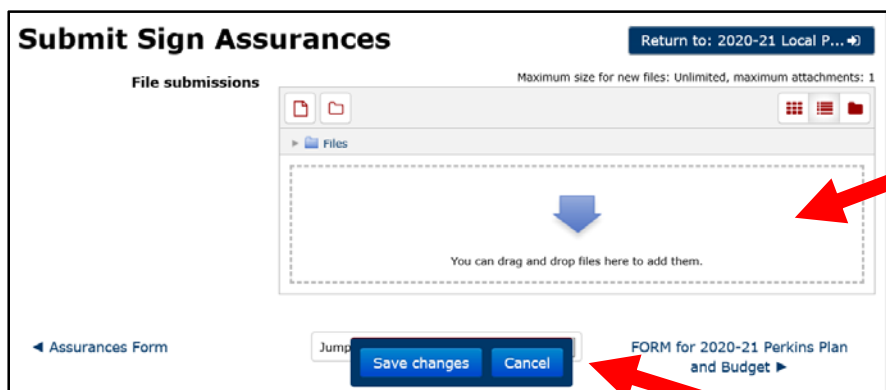 Submit Sign Assurances
Return to: 2020-21 Local P...
File submissions
Maximum size for new files: Unlimited, maximum attachments: 1
Files
You can drag and drop files here to add them.
◄ Assurances Form
Jump
Save changes
Cancel
FORM for 2020-21 Perkins Plan
and Budget ►